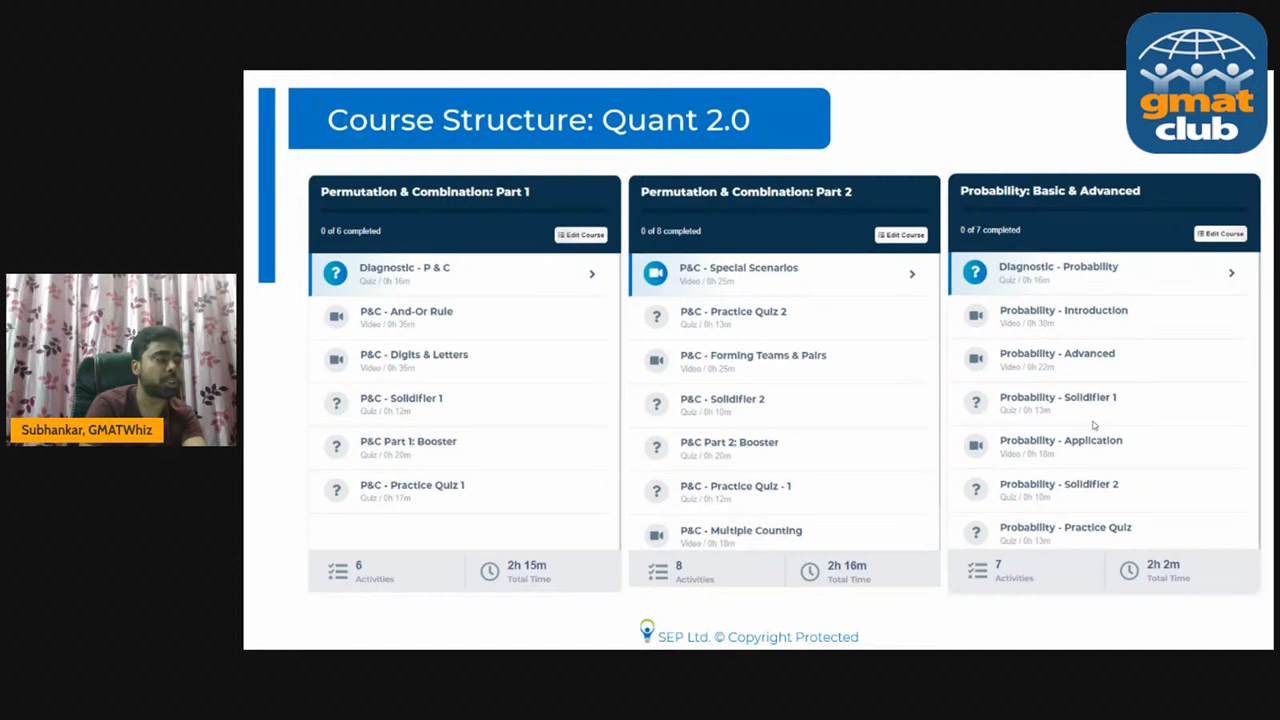 gmat
club
Course Structure: Quant 2.0
Permutation & Combination: Part 1
0 of 6 completed
Edit Course
Diagnostic - P & C
Quiz / 0h 16m
P&C - And-Or Rule
Video / 0h 35m
P&C - Digits & Letters
Video / 0h 35m
P&C - Solidifier 1
Quiz / 0h 12m
P&C Part 1: Booster
Quiz / 0h 20m
P&C - Practice Quiz 1
Quiz / 0h 17m
6
Activities
2h 15m
Total Time
Permutation & Combination: Part 2
0 of 8 completed
Edit Course
P&C - Special Scenarios
Video / 0h 25m
P&C - Practice Quiz 2
Quiz / 0h 13m
P&C - Forming Teams & Pairs
Video / 0h 25m
P&C - Solidifier 2
Quiz / 0h 10m
P&C Part 2: Booster
Quiz / 0h 20m
P&C - Practice Quiz - 1
Quiz / 0h 12m
P&C - Multiple Counting
Video / 0h 18m
8
Activities
2h 16m
Total Time
Probability: Basic & Advanced
0 of 7 completed
Edit Course
Diagnostic - Probability
Quiz / 0h 16m
Probability - Introduction
Video / 0h 30m
Probability - Advanced
Video / 0h 22m
Probability - Solidifier 1
Quiz / 0h 13m
Probability - Application
Video / 0h 18m
Probability - Solidifier 2
Quiz / 0h 10m
Probability - Practice Quiz
Quiz / 0h 13m
7
Activities
2h 2m
Total Time
Subhankar, GMATWhiz
SEP Ltd. © Copyright Protected